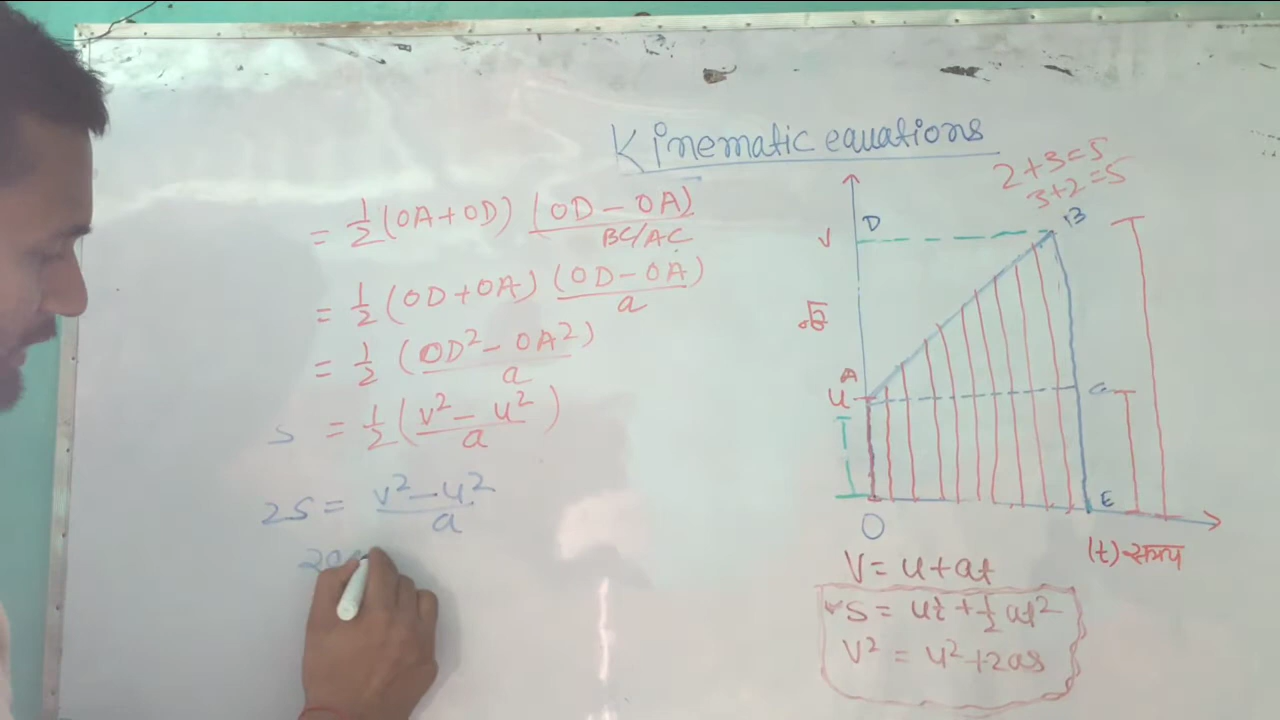 Kinematic equations
2+3=5
3+2=5
= 1/2 (OA+OD) (OD-OA) / BC/AC
= 1/2 (OD+OA) (OD-OA) / a
= 1/2 (OD²-OA²) / a
s = 1/2 (v²-u²) / a
2s = v²-u² / a
2a
D
B
v
A
u
C
E
O
(t) समय
V = u+at
s = ut + 1/2 at²
V² = u²+2as